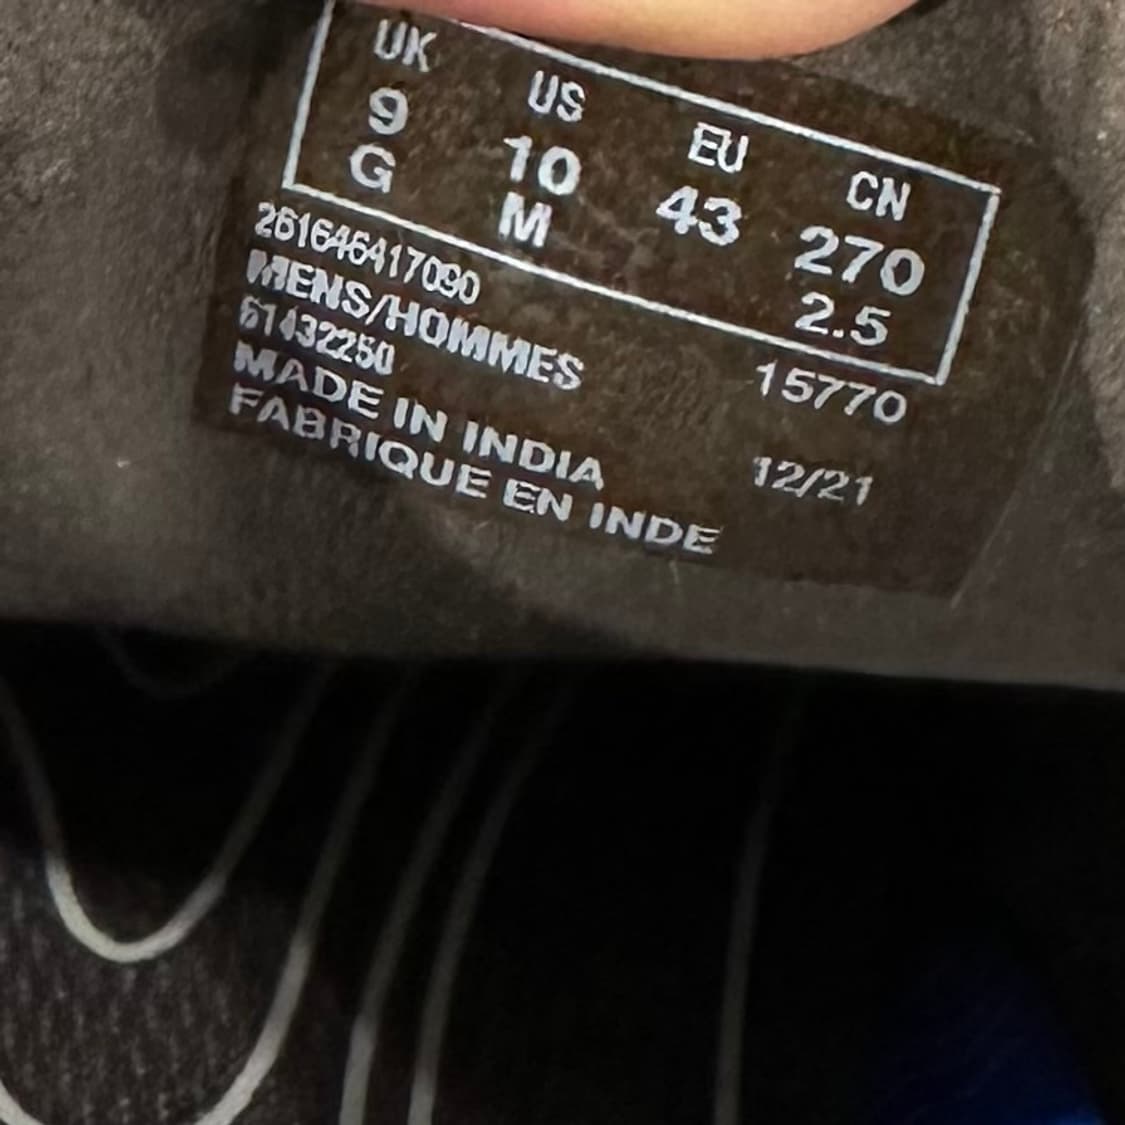 UK US EU CN
9 10 43 270
G M 2.5
261646417090
MENS/HOMMES 15770
61432250
MADE IN INDIA 12/21
FABRIQUE EN INDE